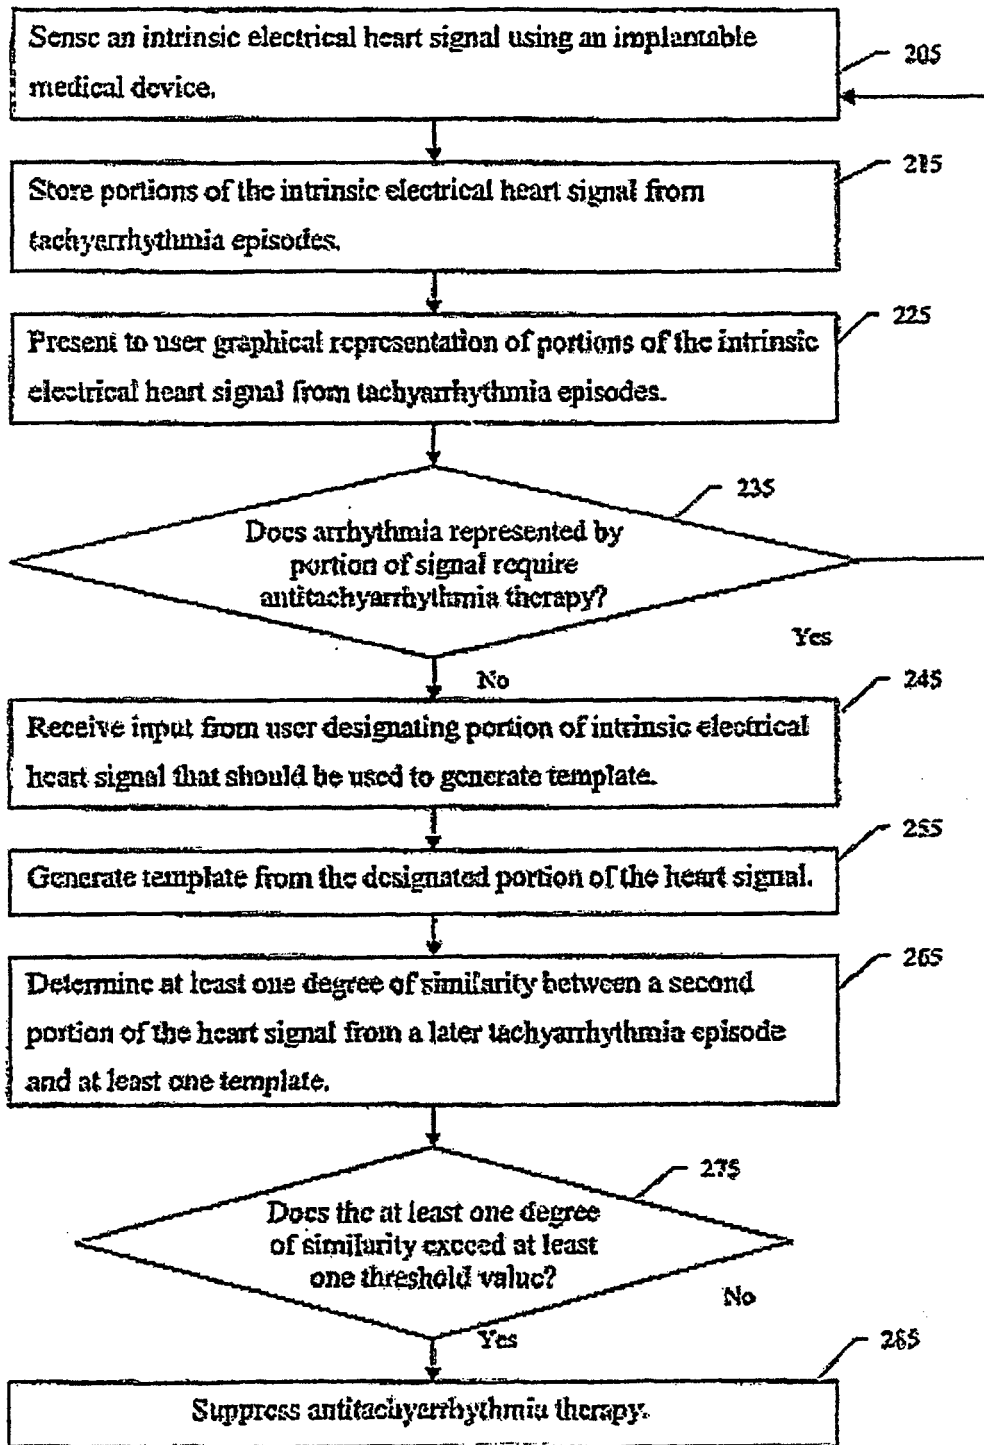 Sense an intrinsic electrical heart signal using an implantable
medical device.
205
Store portions of the intrinsic electrical heart signal from
tachyarrhythmia episodes.
215
Present to user graphical representation of portions of the intrinsic
electrical heart signal from tachyarrhythmia episodes.
225
Does arrhythmia represented by
portion of signal require
antitachyarrhythmia therapy?
235
Yes
No
Receive input from user designating portion of intrinsic electrical
heart signal that should be used to generate template.
245
Generate template from the designated portion of the heart signal.
255
Determine at least one degree of similarity between a second
portion of the heart signal from a later tachyarrhythmia episode
and at least one template.
265
Does the at least one degree
of similarity exceed at least
one threshold value?
275
No
Yes
Suppress antitachyarrhythmia therapy.
285